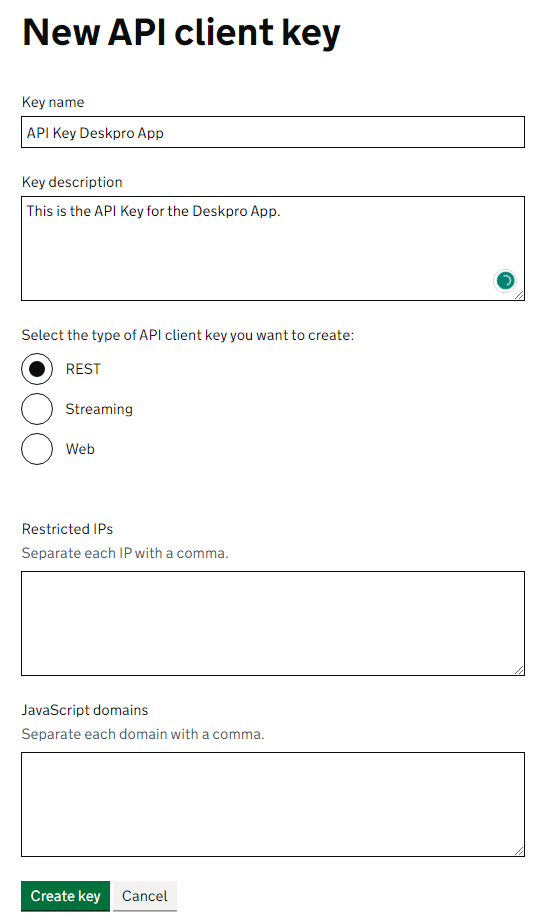 New API client key
Key name
API Key Deskpro App
Key description
This is the API Key for the Deskpro App.
Select the type of API client key you want to create:
REST
Streaming
Web
Restricted IPs
Separate each IP with a comma.
JavaScript domains
Separate each domain with a comma.
Create key Cancel